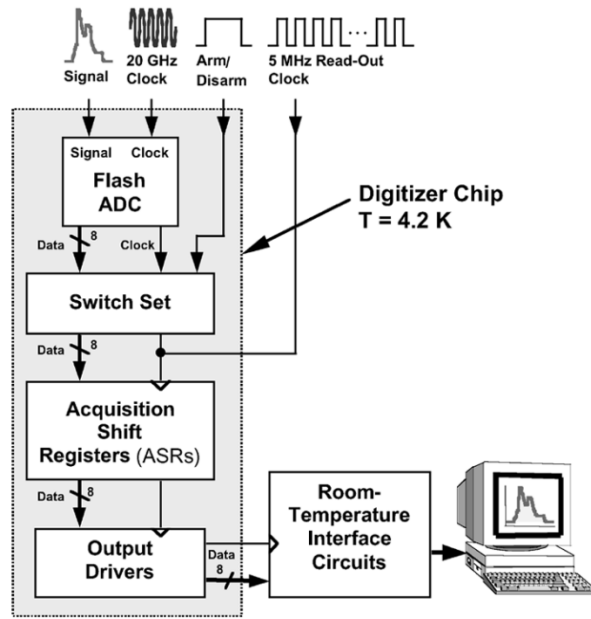 Signal
20 GHz
Clock
Arm/
Disarm
5 MHz Read-Out
Clock
Signal Clock
Flash
ADC
Data 8 Clock
Digitizer Chip
T = 4.2 K
Switch Set
Data 8
Acquisition
Shift
Registers (ASRs)
Data 8
Output
Drivers
Data
8
Room-
Temperature
Interface
Circuits